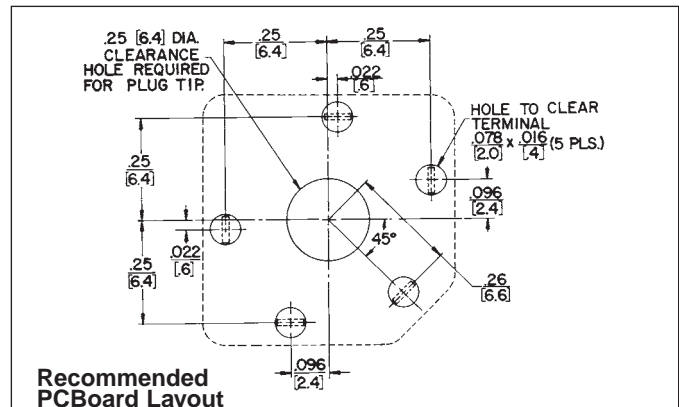 .25 [6.4] DIA.
CLEARANCE
HOLE REQUIRED
FOR PLUG TIP.
.25
[6.4]
.25
[6.4]
.022
[.6]
HOLE TO CLEAR
TERMINAL
.078 x .016 (5 PLS.)
[2.0] [.4]
.25
[6.4]
.096
[2.4]
45°
.022
[.6]
.25
[6.4]
.26
[6.6]
.096
[2.4]
Recommended
PCBoard Layout